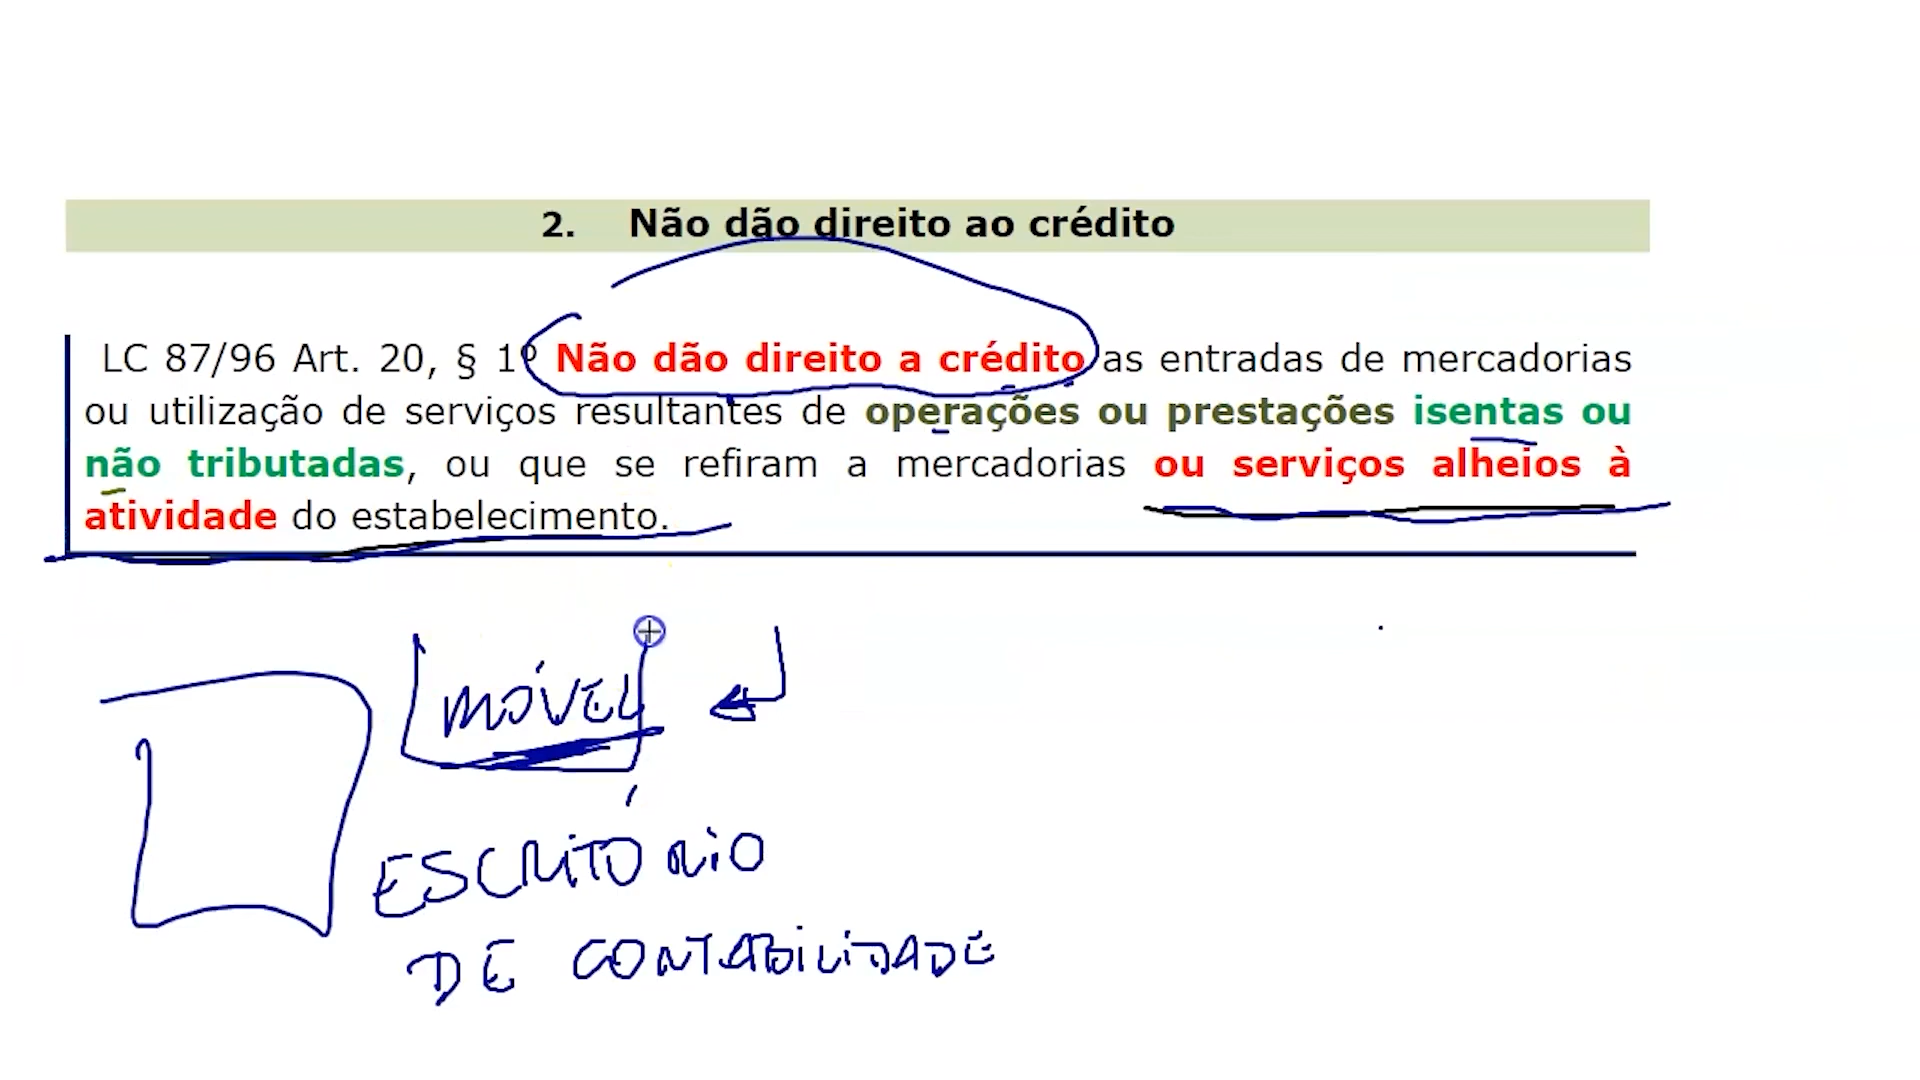 2. Não dão direito ao crédito
LC 87/96 Art. 20, § 1º Não dão direito a crédito as entradas de mercadorias
ou utilização de serviços resultantes de operações ou prestações isentas ou
não tributadas, ou que se refiram a mercadorias ou serviços alheios à
atividade do estabelecimento.
MÓVEL
ESCRITÓRIO
DE CONTABILIDADE